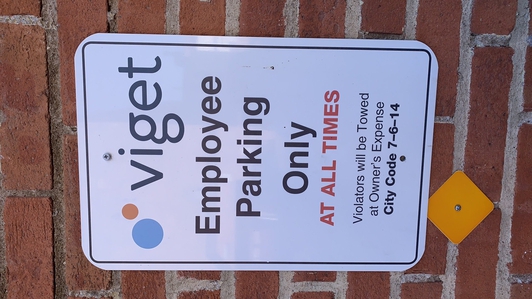 viget
Employee
Parking
Only
AT ALL TIMES
Violators will be Towed
at Owner's Expense
City Code 7–6–14